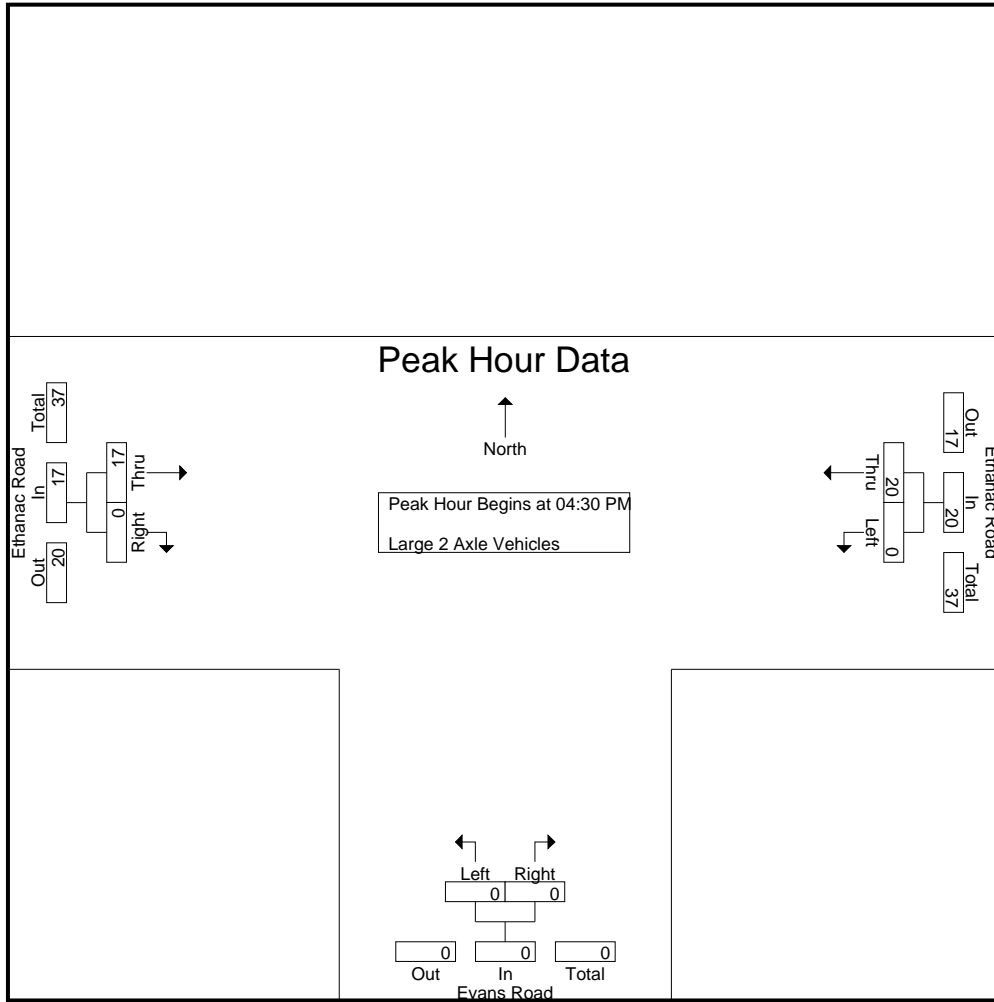 Peak Hour Data
North
Peak Hour Begins at 04:30 PM
Large 2 Axle Vehicles
Ethanac Road
Total
37
In
17
Out
20
Thru
17
Right
0
Ethanac Road
Out
17
In
20
Total
37
Thru
20
Left
0
Left Right
0 0
0 0 0
Out In Total
Evans Road